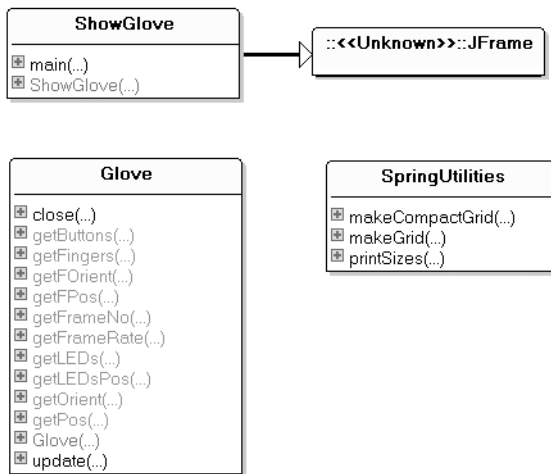 ShowGlove
main(...)
ShowGlove(...)
::<<Unknown>>::JFrame
Glove
close(...)
getButtons(...)
getFingers(...)
getFOrient(...)
getFPos(...)
getFrameNo(...)
getFrameRate(...)
getLEDs(...)
getLEDsPos(...)
getOrient(...)
getPos(...)
Glove(...)
update(...)
SpringUtilities
makeCompactGrid(...)
makeGrid(...)
printSizes(...)